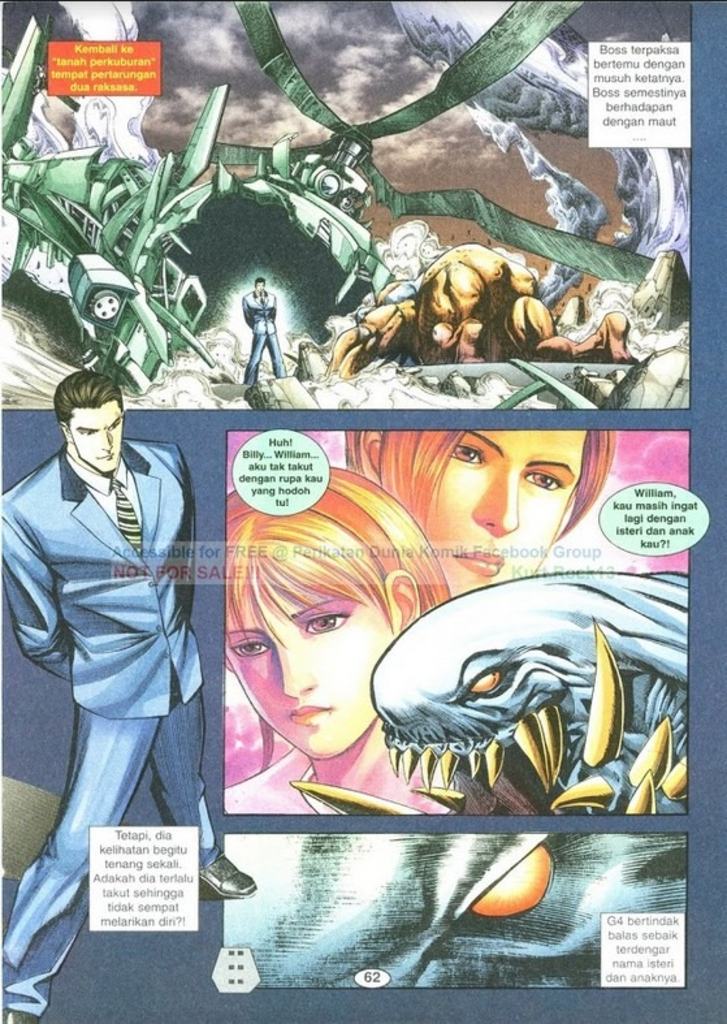 Kembali ke
"tanah perkuburan"
tempat pertarungan
dua raksasa.
Boss terpaksa
bertemu dengan
musuh ketatnya.
Boss semestinya
berhadapan
dengan maut
....
Huh!
Billy... William...
aku tak takut
dengan rupa kau
yang hodoh
tu!
William,
kau masih ingat
lagi dengan
isteri dan anak
kau?!
Accessible for FREE @ Perikatan Dunia Komik Facebook Group
NOT FOR SALE!!!
Tetapi, dia
kelihatan begitu
tenang sekali.
Adakah dia terlalu
takut sehingga
tidak sempat
melarikan diri?!
G4 bertindak
balas sebaik
terdengar
nama isteri
dan anaknya.
62